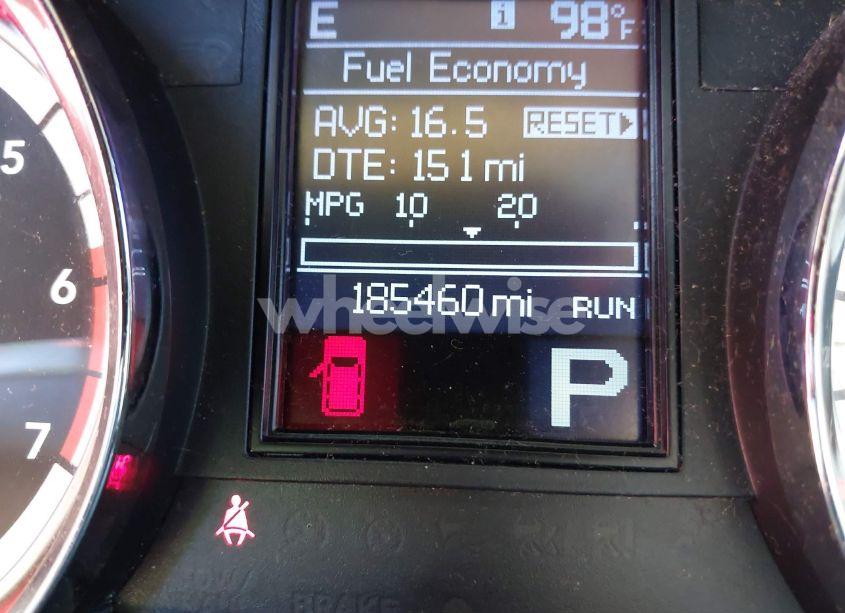 E i 98°F
Fuel Economy
AVG: 16.5 RESET
DTE: 151 mi
MPG 10 20
185460 mi RUN
wheelwise
P
5
6
7
BRAKE